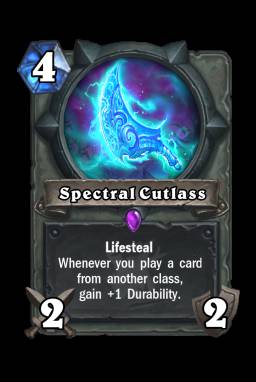 4
Spectral Cutlass
Lifesteal
Whenever you play a card
from another class,
gain +1 Durability.
2
2